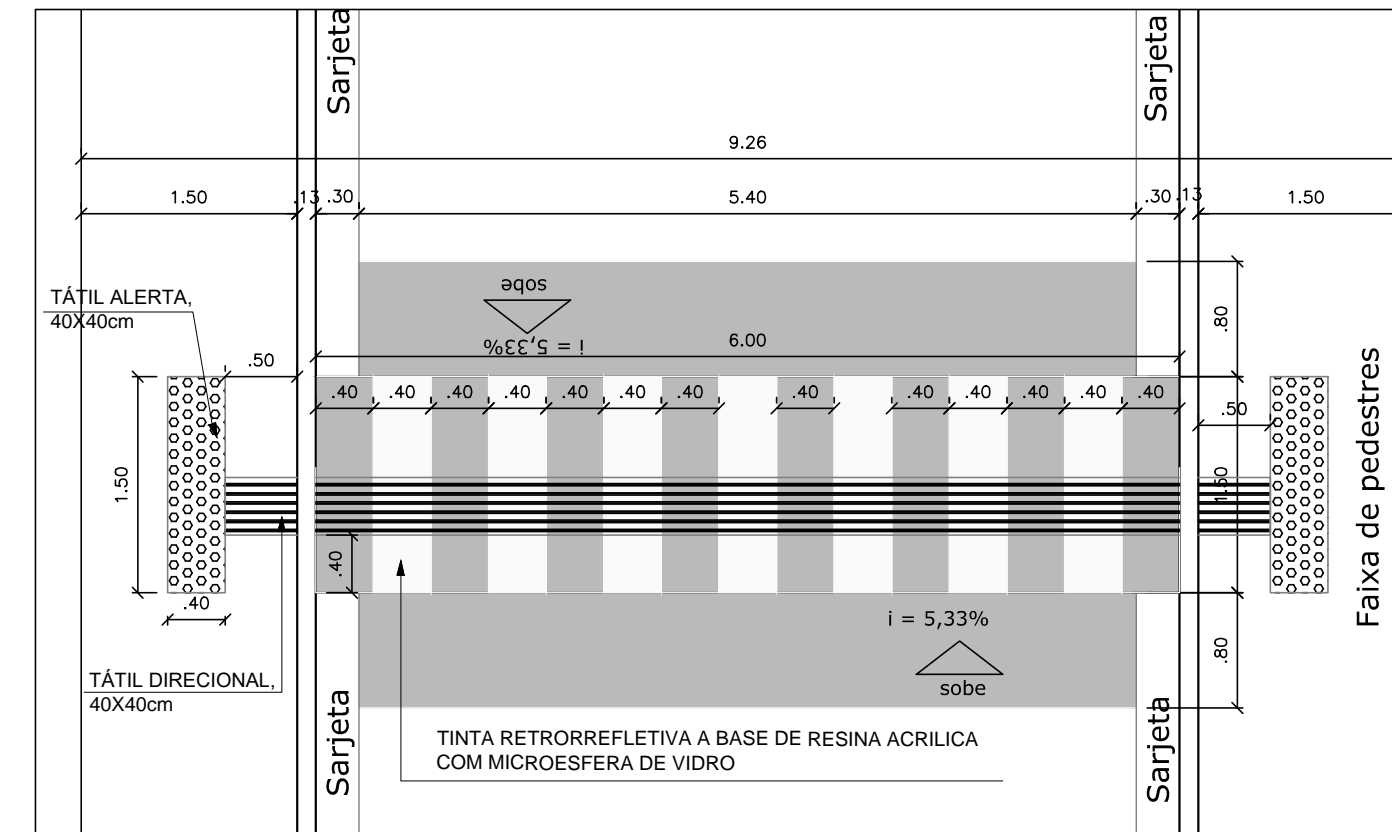 Sarjeta
Sarjeta
9.26
1.50
.13
.30
5.40
.30
.13
1.50
sobe
i = 5,33%
6.00
TÁTIL ALERTA,
40X40cm
.50
.80
.40 .40 .40 .40 .40 .40 .40 .40 .40 .40 .40 .40 .40
.50
1.50
1.50
Faixa de pedestres
.40
.40
i = 5,33%
sobe
.80
TÁTIL DIRECIONAL,
40X40cm
Sarjeta
Sarjeta
TINTA RETRORREFLETIVA A BASE DE RESINA ACRILICA
COM MICROESFERA DE VIDRO